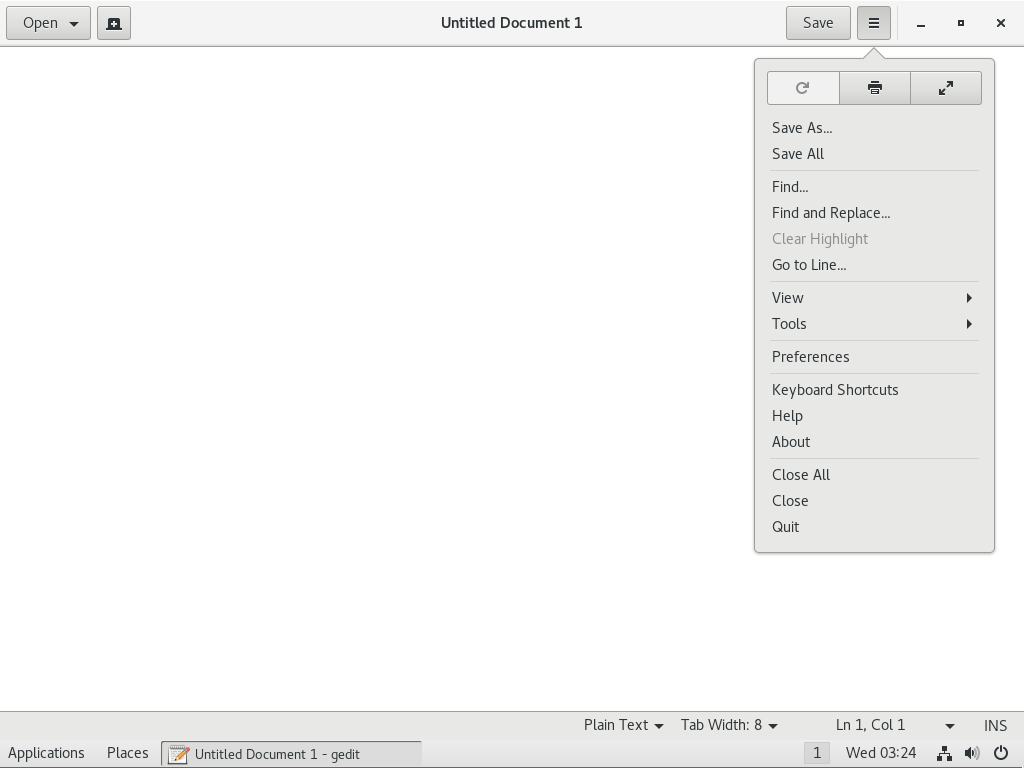 Open
Untitled Document 1
Save
Save As...
Save All
Find...
Find and Replace...
Clear Highlight
Go to Line...
View
Tools
Preferences
Keyboard Shortcuts
Help
About
Close All
Close
Quit
Plain Text Tab Width: 8 Ln 1, Col 1 INS
Applications Places Untitled Document 1 - gedit 1 Wed 03:24